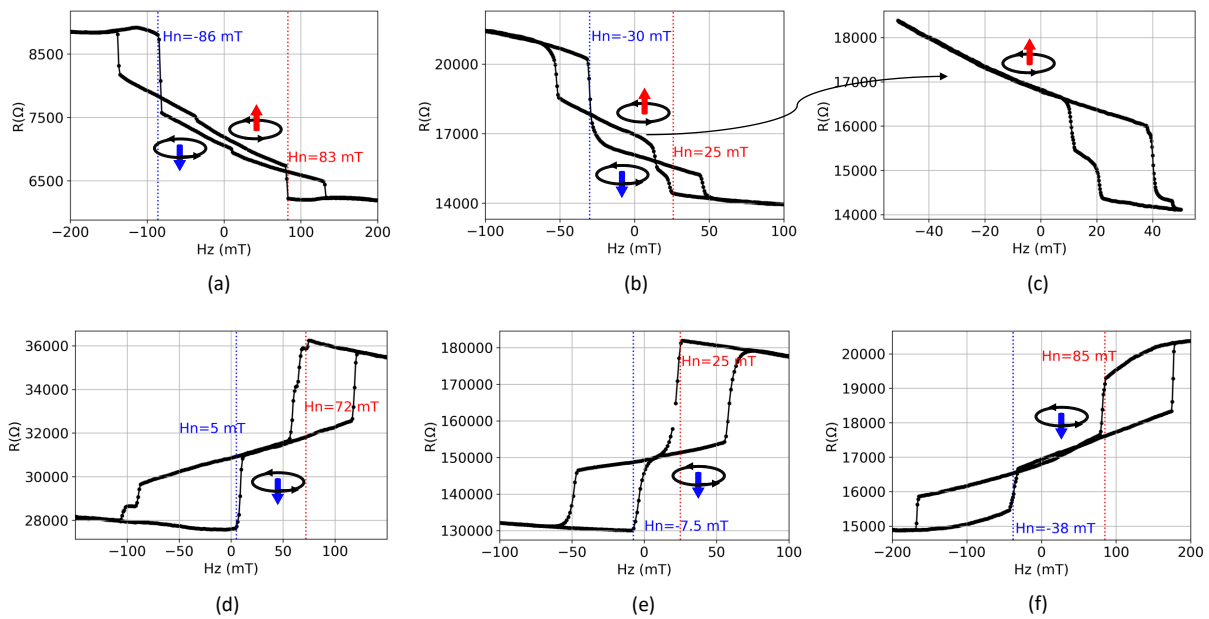 8500
7500
6500
R(Ω)
Hn=-86 mT
Hn=83 mT
−200
−100
0
100
200
Hz (mT)
(a)
20000
17000
14000
R(Ω)
Hn=-30 mT
Hn=25 mT
−100
−50
0
50
100
Hz (mT)
(b)
18000
17000
16000
15000
14000
R(Ω)
−40
−20
0
20
40
Hz (mT)
(c)
36000
34000
32000
30000
28000
R(Ω)
Hn=72 mT
Hn=5 mT
−100
−50
0
50
100
Hz (mT)
(d)
180000
170000
160000
150000
140000
130000
R(Ω)
Hn=25 mT
Hn=-7.5 mT
−100
−50
0
50
100
Hz (mT)
(e)
20000
19000
18000
17000
16000
15000
R(Ω)
Hn=85 mT
Hn=-38 mT
−200
−100
0
100
200
Hz (mT)
(f)